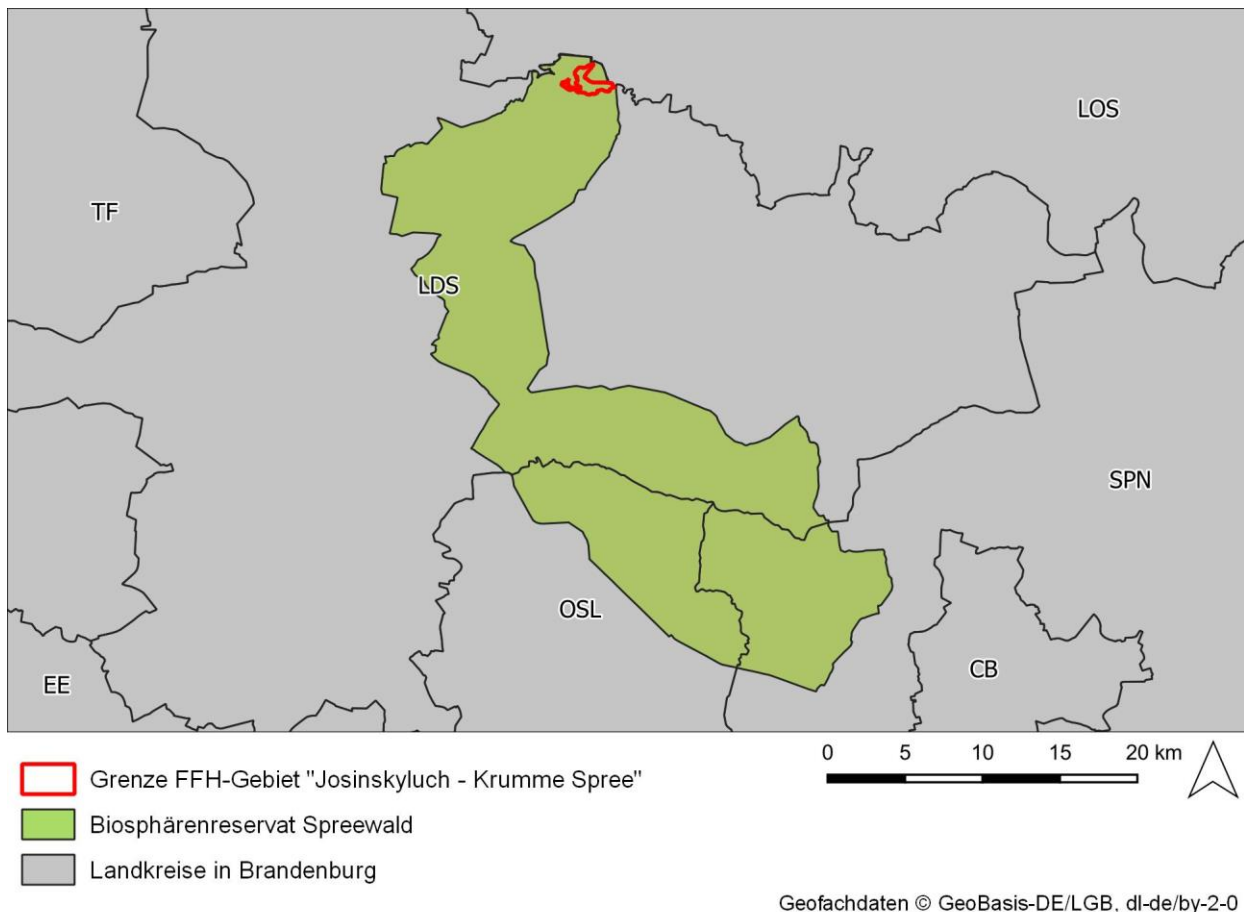 LOS
TF
LDS
SPN
OSL
CB
EE
0 5 10 15 20 km
Grenze FFH-Gebiet "Josinskyluch - Krumme Spree"
Biosphärenreservat Spreewald
Landkreise in Brandenburg
Geofachdaten © GeoBasis-DE/LGB, dl-de/by-2-0